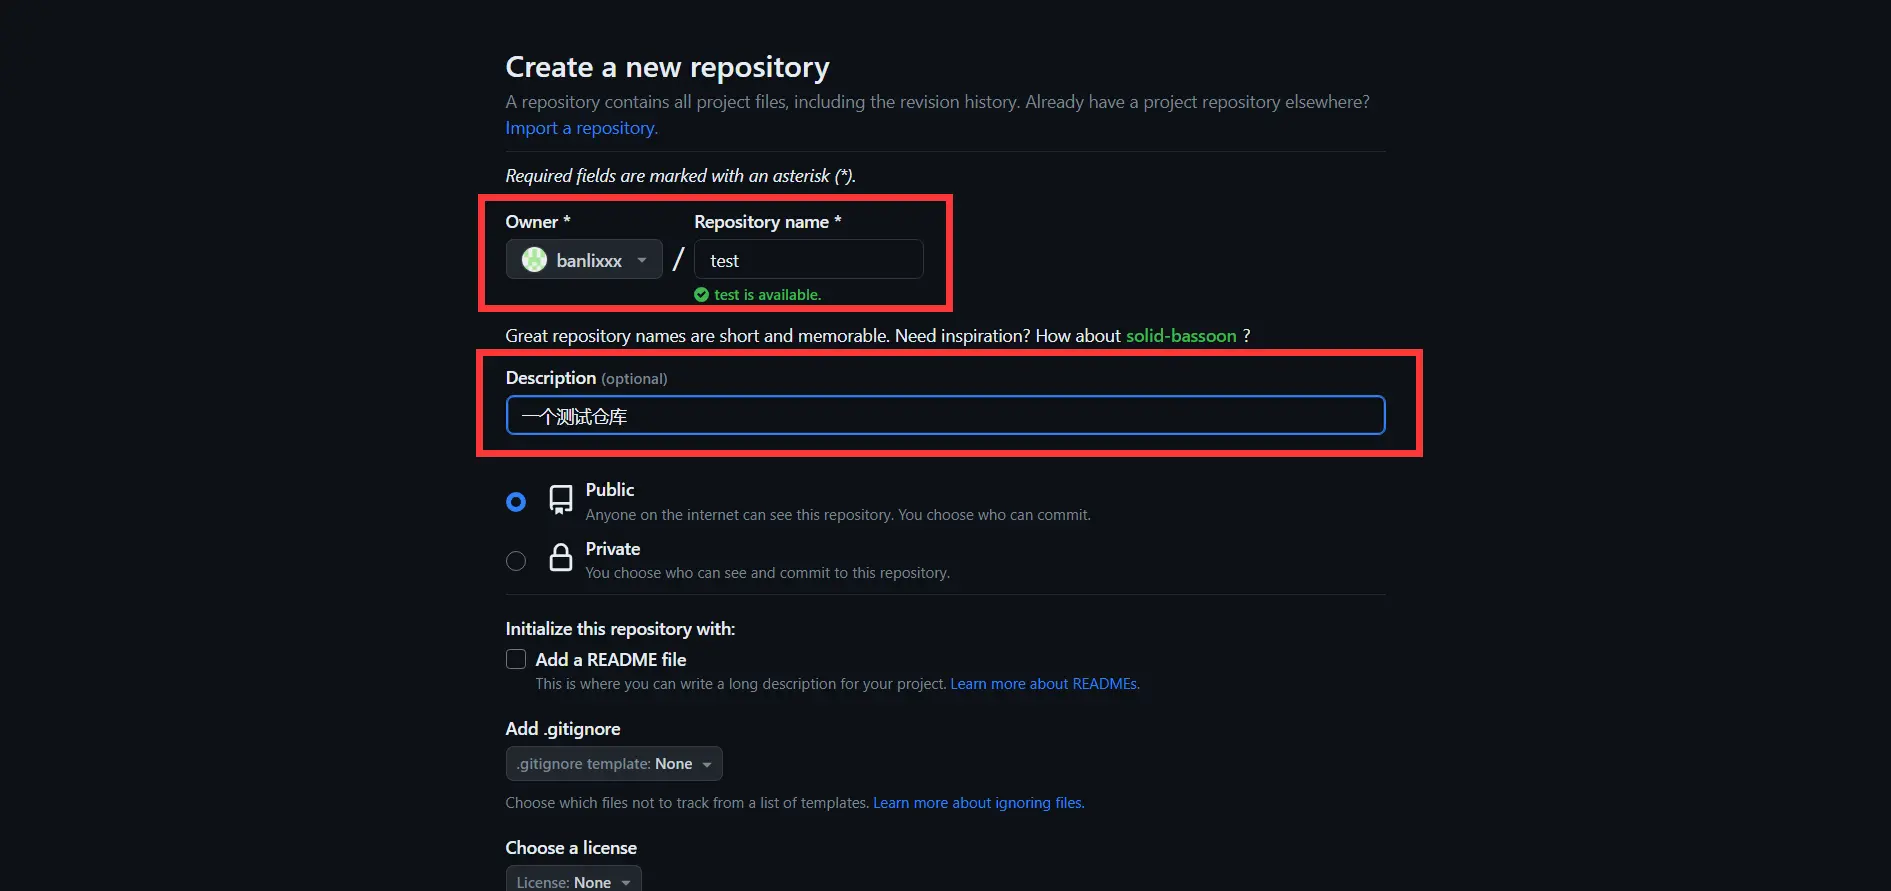 Create a new repository
A repository contains all project files, including the revision history. Already have a project repository elsewhere?
Import a repository.
Required fields are marked with an asterisk (*).
Owner * Repository name *
banlixxx / test
test is available.
Great repository names are short and memorable. Need inspiration? How about solid-bassoon ?
Description (optional)
一个测试仓库
Public
Anyone on the internet can see this repository. You choose who can commit.
Private
You choose who can see and commit to this repository.
Initialize this repository with:
Add a README file
This is where you can write a long description for your project. Learn more about READMEs.
Add .gitignore
.gitignore template: None
Choose which files not to track from a list of templates. Learn more about ignoring files.
Choose a license
License: None